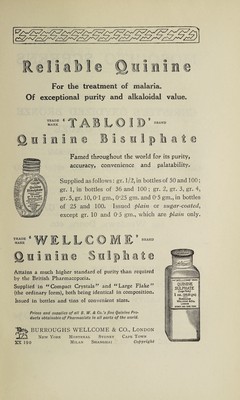 Reliable Quinine
For the treatment of malaria.
Of exceptional purity and alkaloidal value.
TRADE MARK 'TABLOID' BRAND
Quinine Bisulphate
Famed throughout the world for its purity,
accuracy, convenience and palatability.
Supplied as follows: gr. 1/2, in bottles of 50 and 100;
gr. 1, in bottles of 36 and 100; gr. 2, gr. 3, gr. 4,
gr. 5, gr. 10, 0·1 gm., 0·25 gm. and 0·5 gm., in bottles
of 25 and 100. Issued plain or sugar-coated,
except gr. 10 and 0·5 gm., which are plain only.
TRADE MARK 'WELLCOME' BRAND
Quinine Sulphate
Attains a much higher standard of purity than required
by the British Pharmacopœia.
Supplied in "Compact Crystals" and "Large Flake"
(the ordinary form), both being identical in composition.
Issued in bottles and tins of convenient sizes.
QUININE
SULPHATE
Prices and supplies of all B. W. & Co.'s fine Quinine Pro-
ducts obtainable of Pharmacists in all parts of the world
BURROUGHS WELLCOME & CO., LONDON
NEW YORK MONTREAL SYDNEY CAPE TOWN
MILAN SHANGHAI Copyright